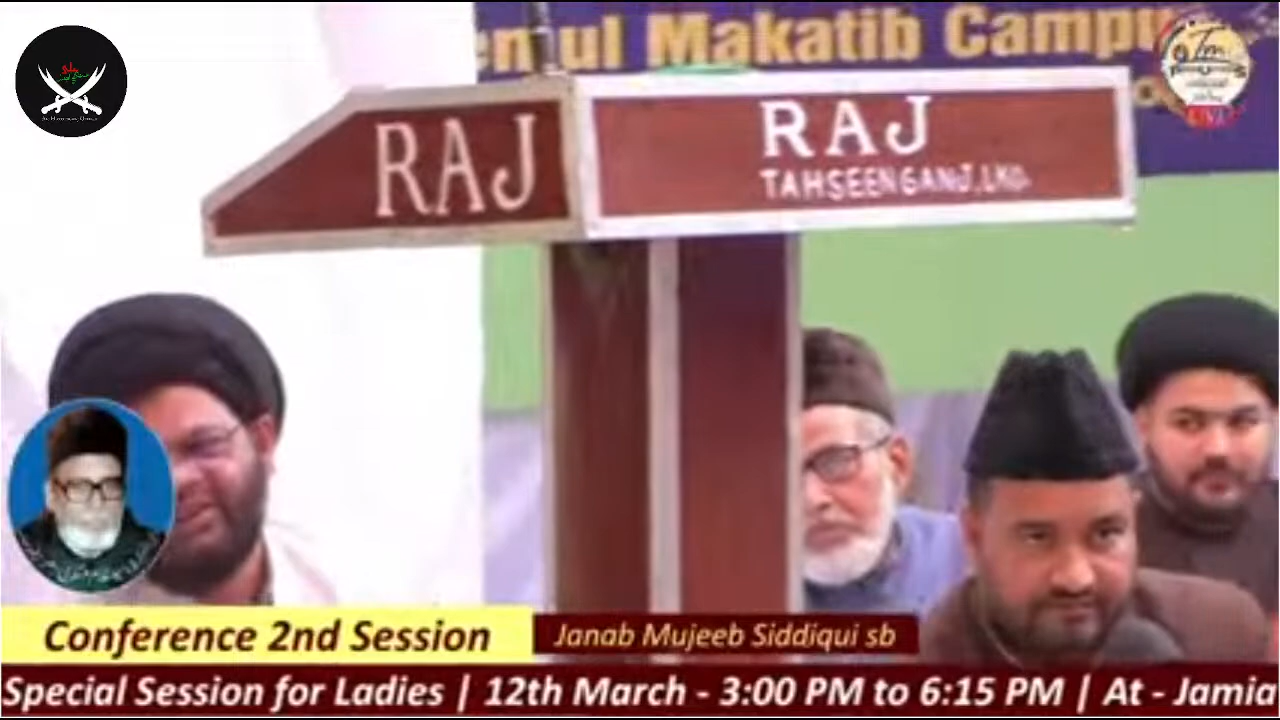 enul Makatib Campu
RAJ
RAJ
TAHSEENGANJ, LKO.
LIVE
Conference 2nd Session
Janab Mujeeb Siddiqui sb
Special Session for Ladies | 12th March - 3:00 PM to 6:15 PM | At - Jamia